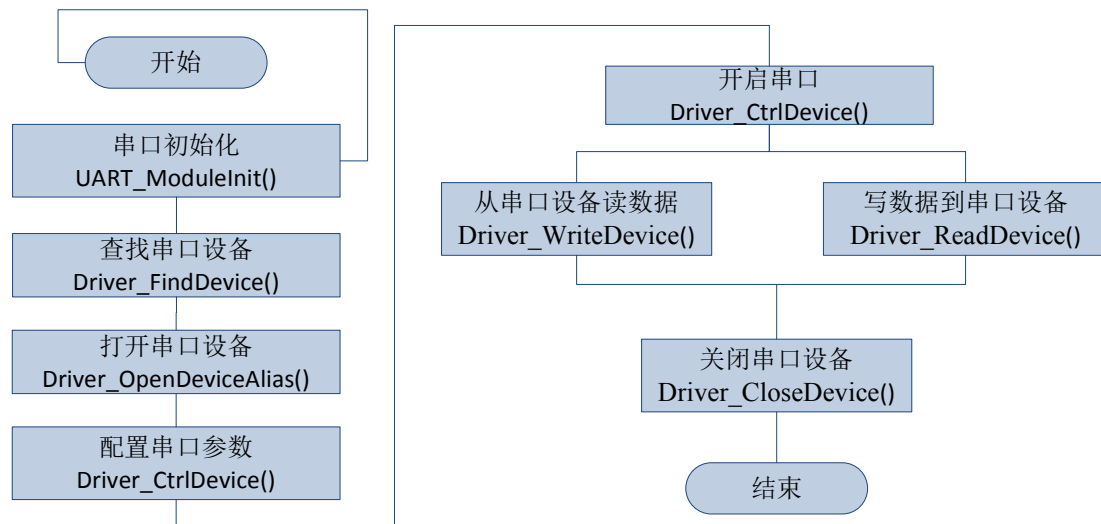 开始
串口初始化
UART_ModuleInit()
查找串口设备
Driver_FindDevice()
打开串口设备
Driver_OpenDeviceAlias()
配置串口参数
Driver_CtrlDevice()
开启串口
Driver_CtrlDevice()
从串口设备读数据
Driver_WriteDevice()
写数据到串口设备
Driver_ReadDevice()
关闭串口设备
Driver_CloseDevice()
结束